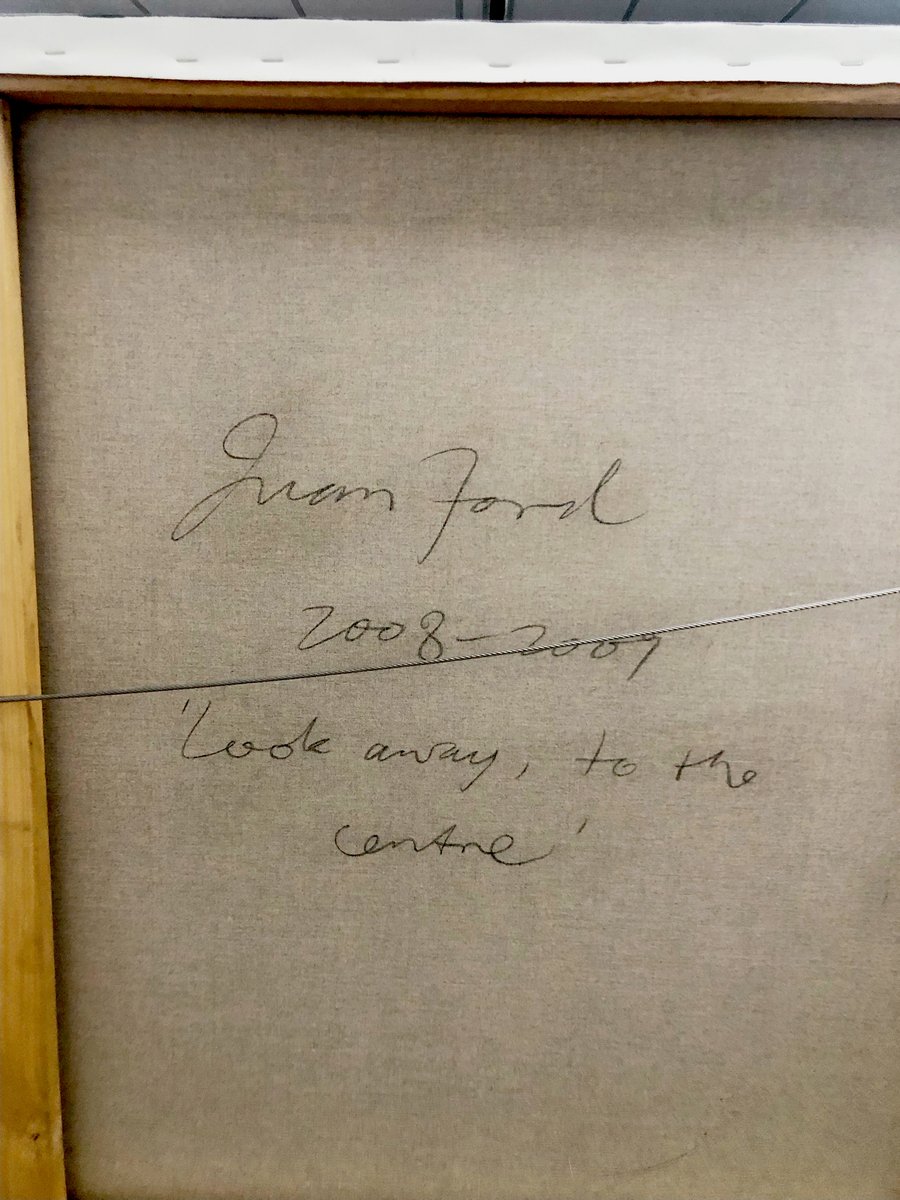 Juan Ford
2008-2009
'Look away, to the
centre'